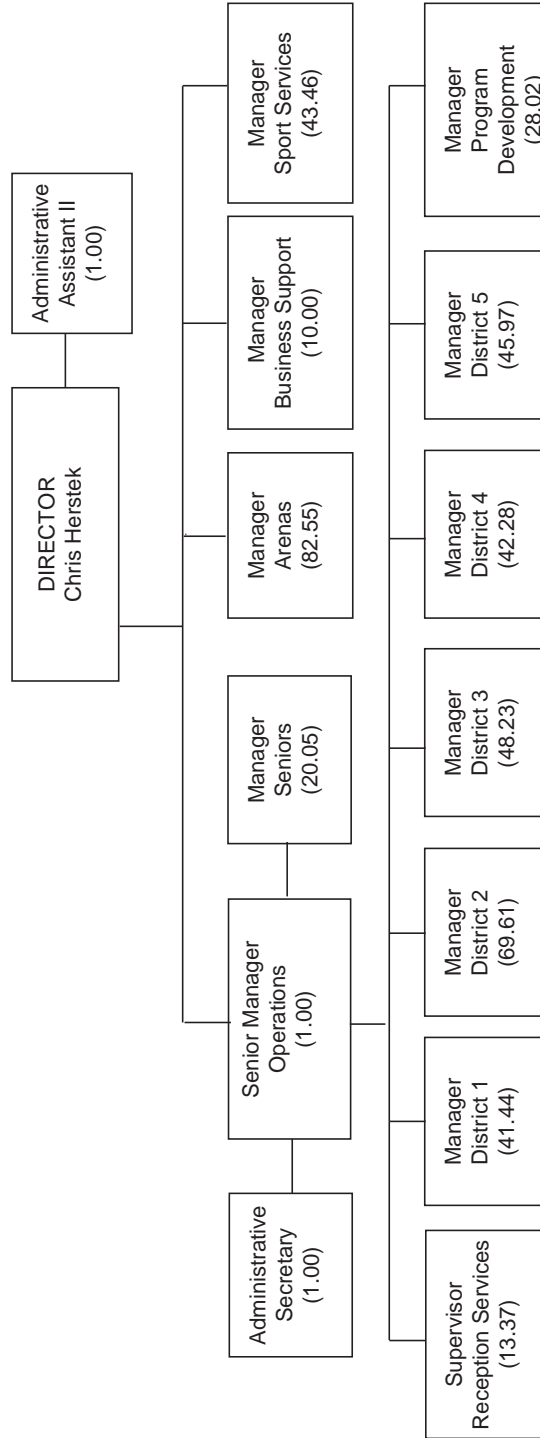 DIRECTOR
Chris Herstek
Administrative
Assistant II
(1.00)
Administrative
Secretary
(1.00)
Senior Manager
Operations
(1.00)
Manager
Seniors
(20.05)
Manager
Arenas
(82.55)
Manager
Business Support
(10.00)
Manager
Sport Services
(43.46)
Supervisor
Reception Services
(13.37)
Manager
District 1
(41.44)
Manager
District 2
(69.61)
Manager
District 3
(48.23)
Manager
District 4
(42.28)
Manager
District 5
(45.97)
Manager
Program
Development
(28.02)